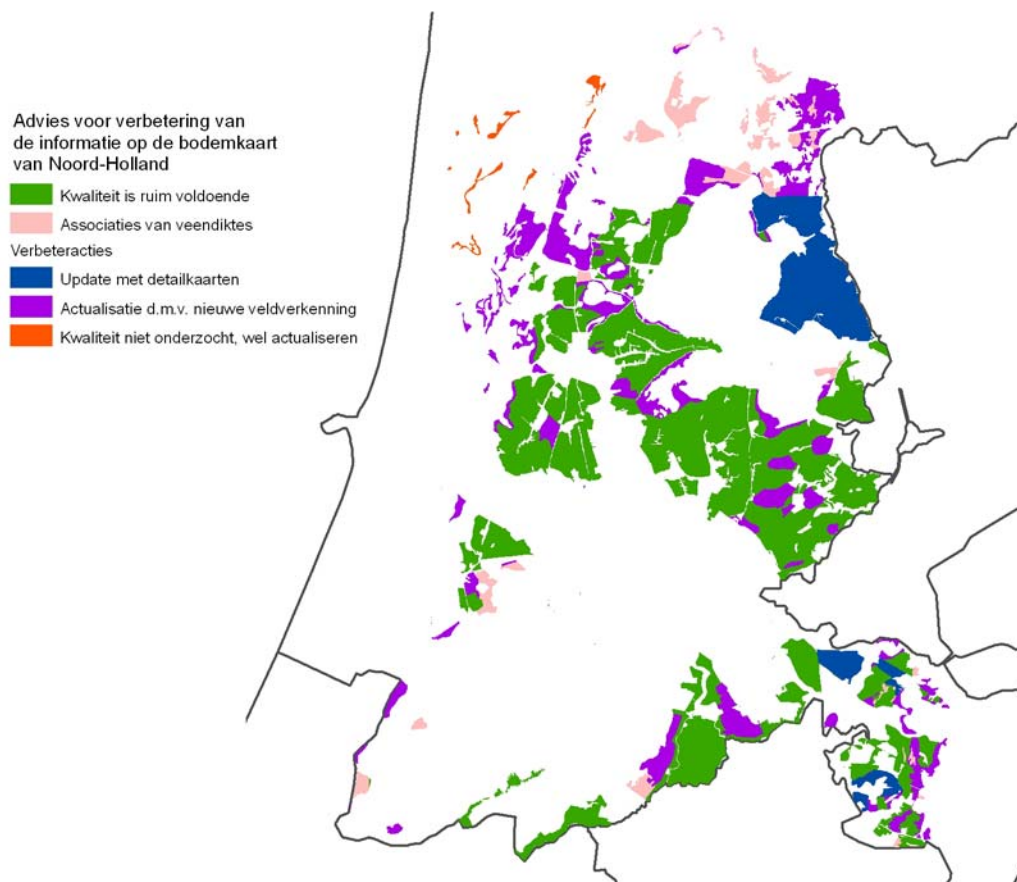 Advies voor verbetering van
de informatie op de bodemkaart
van Noord-Holland
Kwaliteit is ruim voldoende
Associaties van veendiktes
Verbeteracties
Update met detailkaarten
Actualisatie d.m.v. nieuwe veldverkenning
Kwaliteit niet onderzocht, wel actualiseren